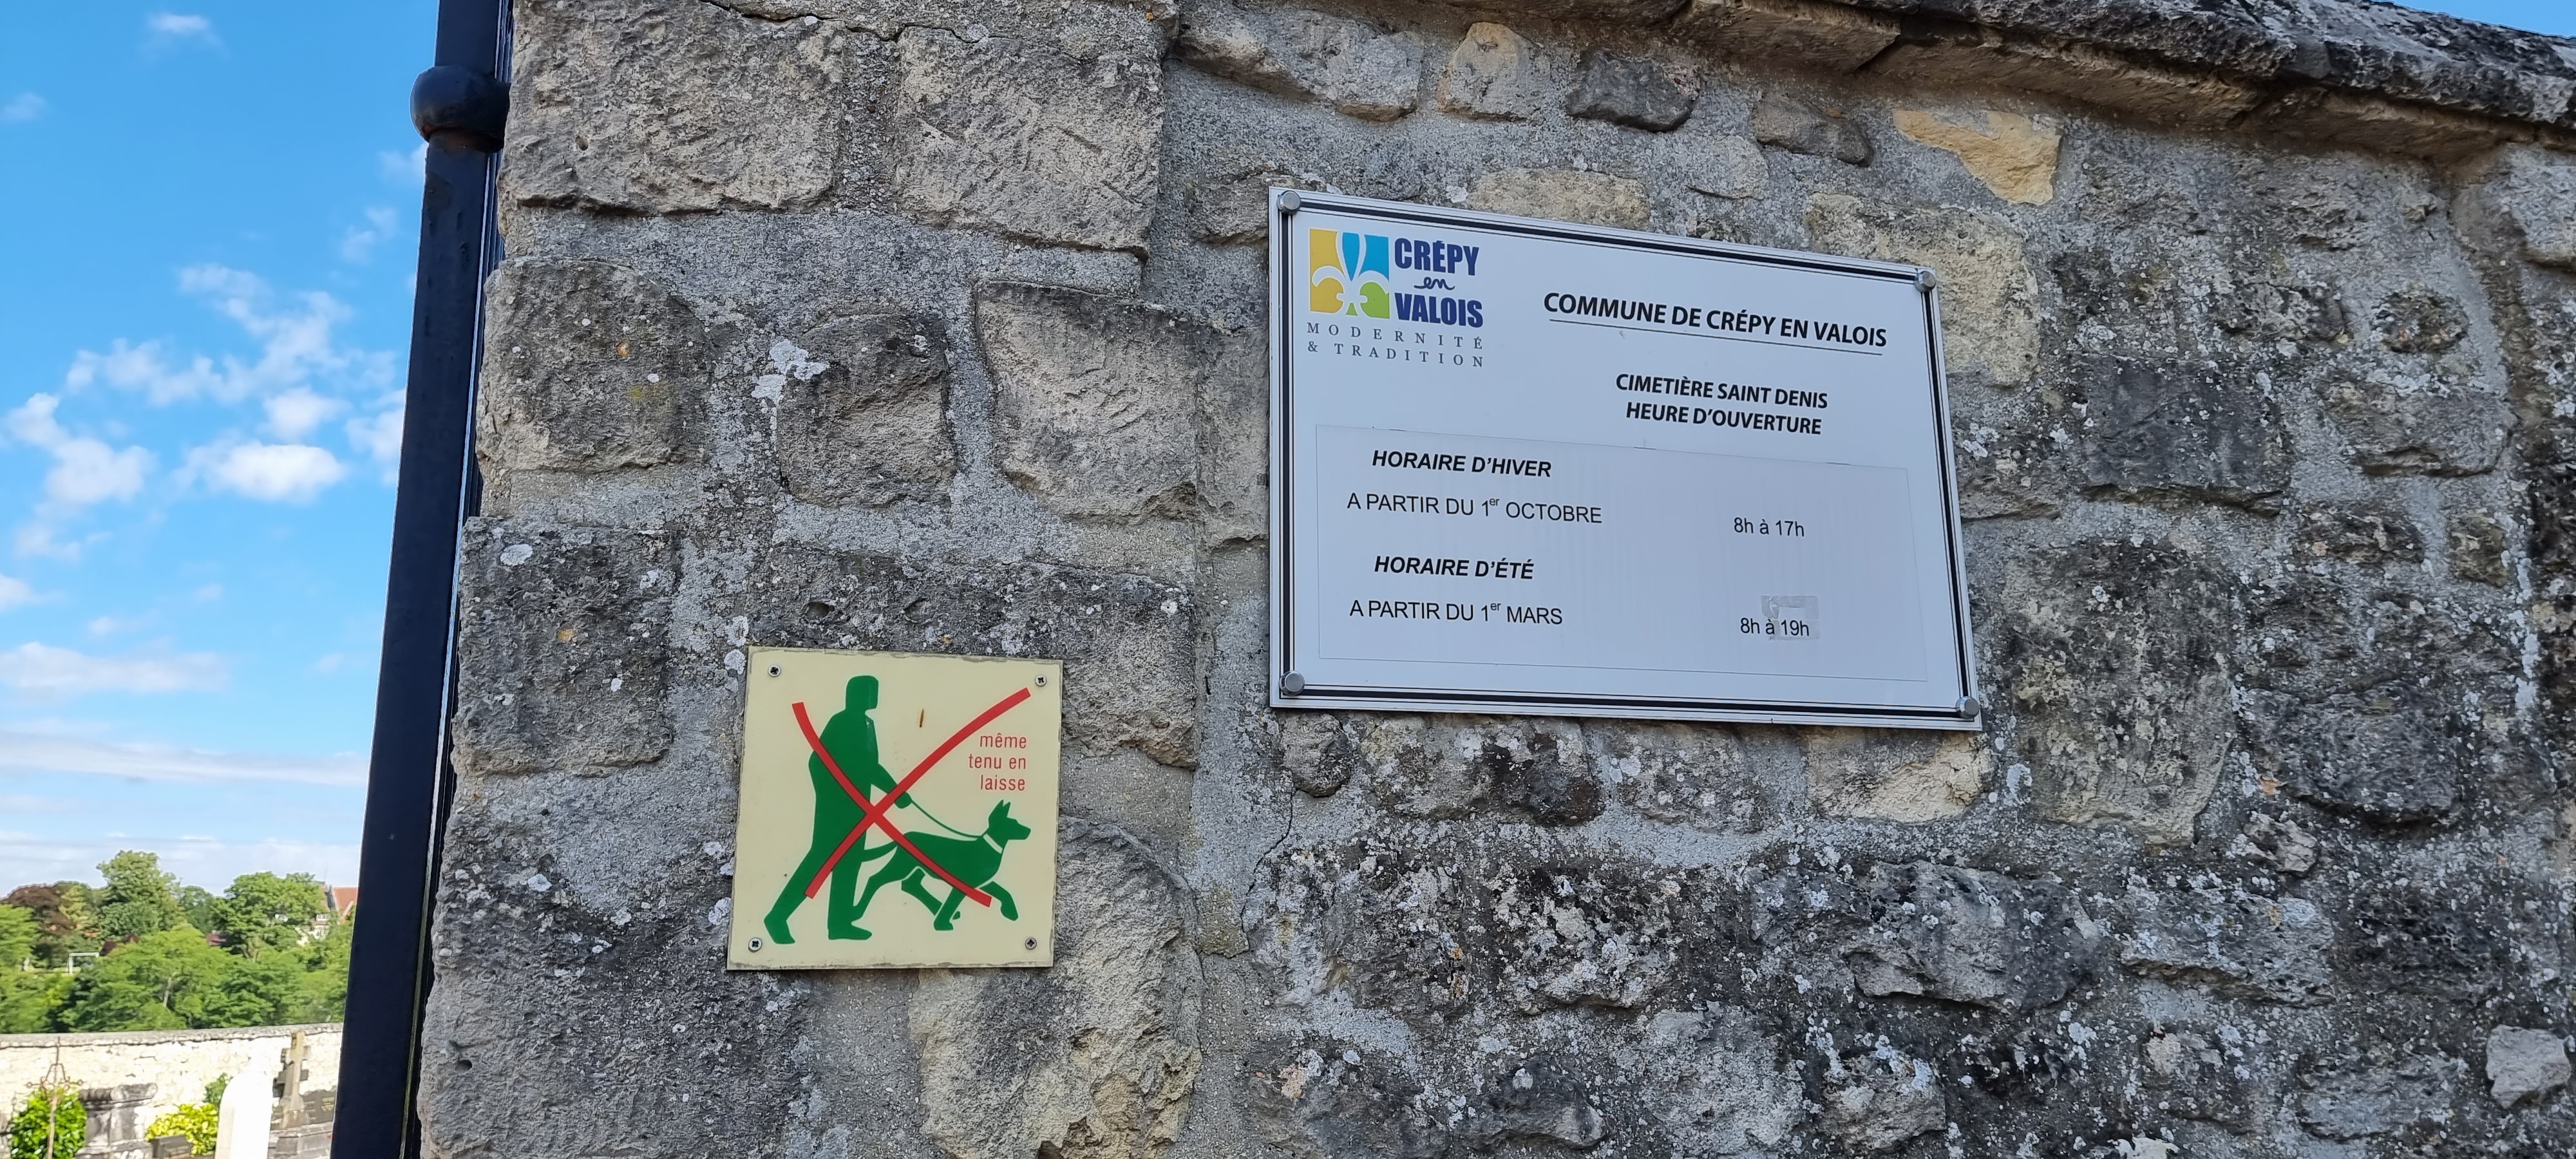 CRÉPY
en
VALOIS
MODERNITÉ
& TRADITION
COMMUNE DE CRÉPY EN VALOIS
CIMETIÈRE SAINT DENIS
HEURE D'OUVERTURE
HORAIRE D'HIVER
A PARTIR DU 1er OCTOBRE 8h à 17h
HORAIRE D'ÉTÉ
A PARTIR DU 1er MARS 8h à 19h
même
tenu en
laisse